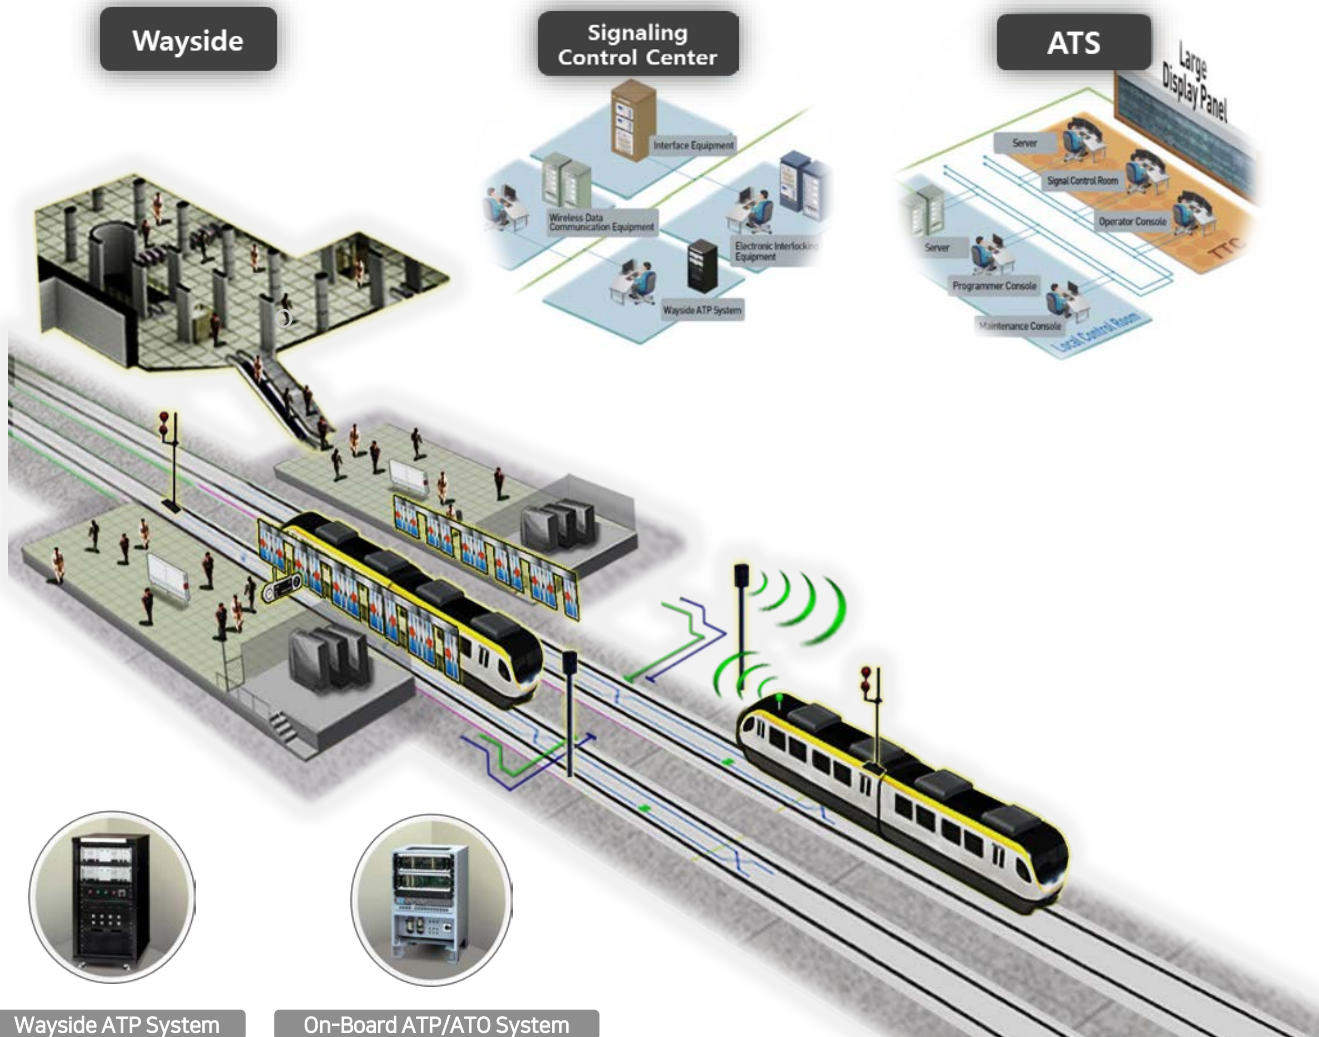 Wayside
Signaling
Control Center
ATS
Large
Display Panel
Interface Equipment
Wireless Data
Communication Equipment
Electronic Interlocking
Equipment
Wayside ATP System
Server
Signal Control Room
Operator Console
TTC
Server
Programmer Console
Maintenance Console
Local Control Room
Wayside ATP System
On-Board ATP/ATO System